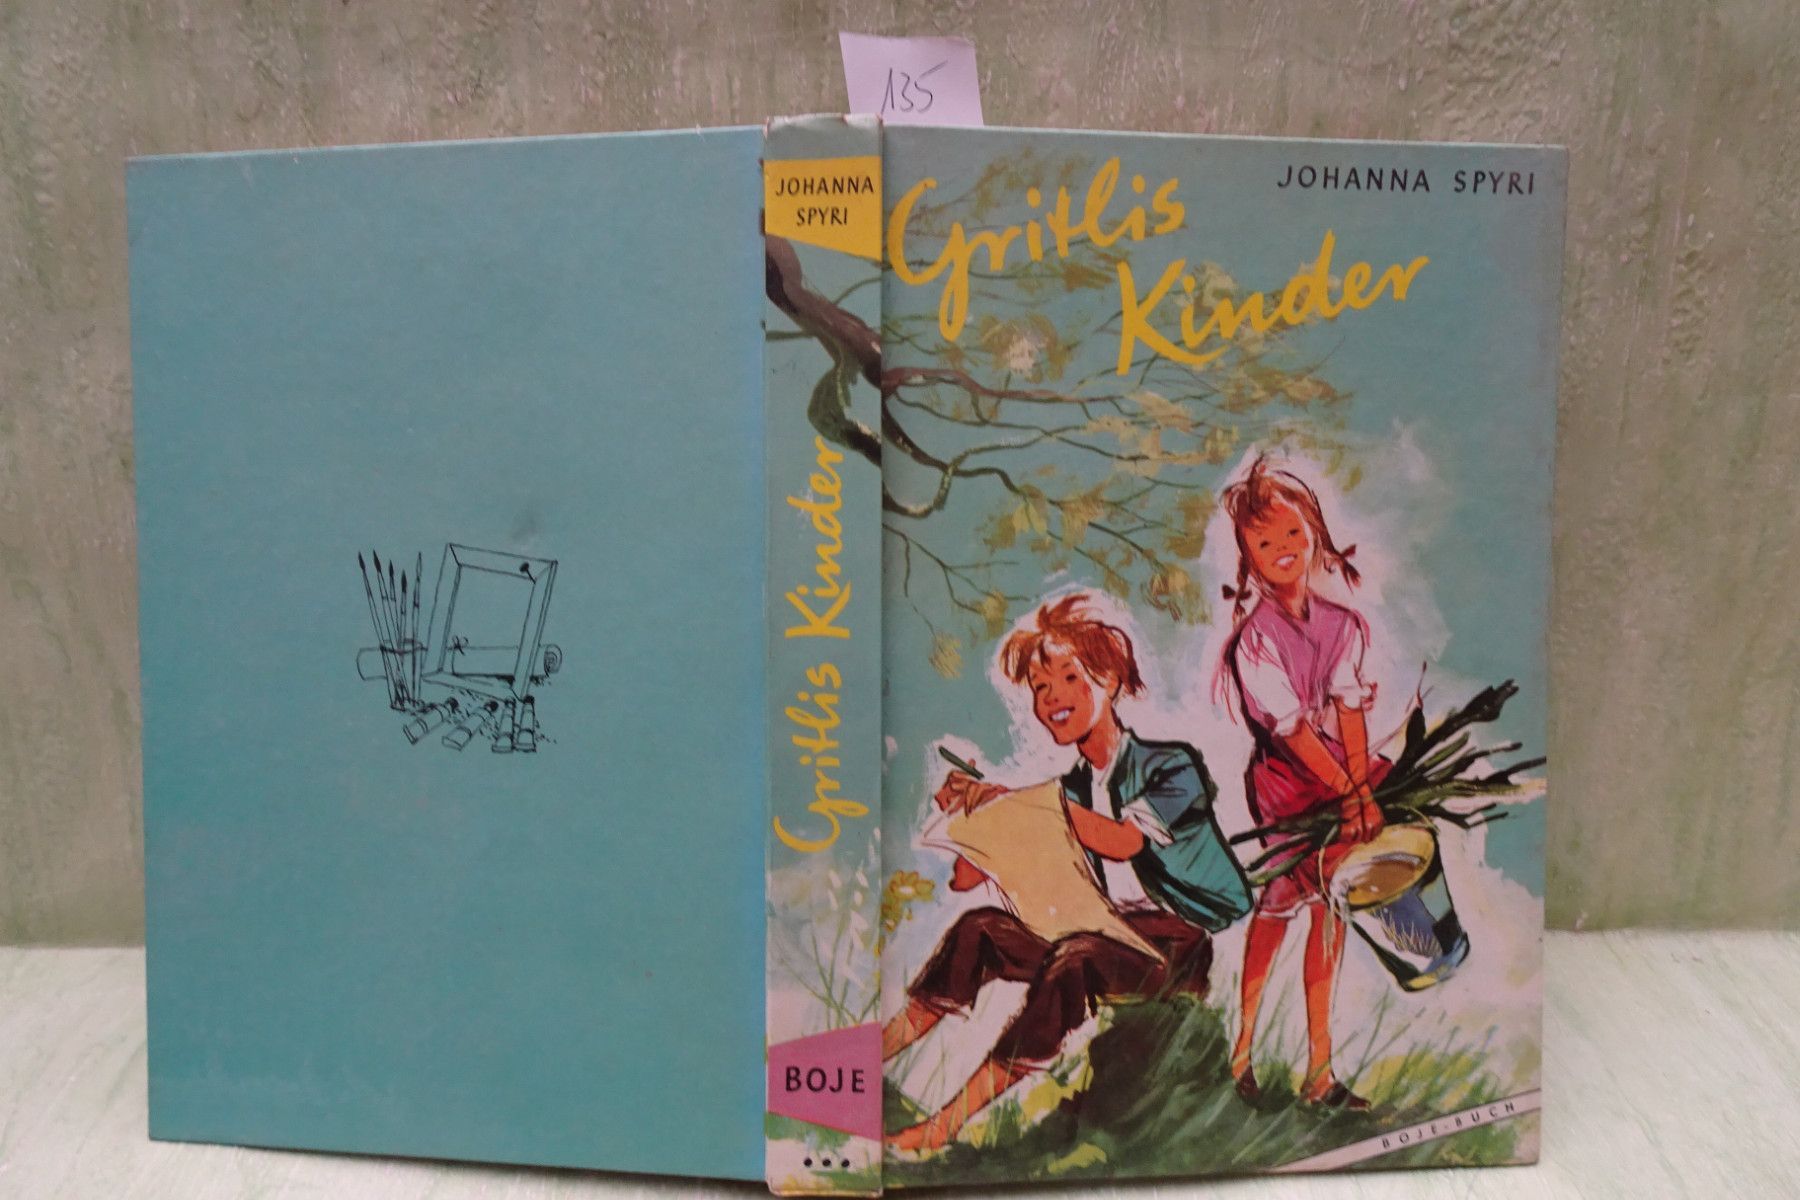 135
JOHANNA
SPYRI
Gritlis Kinder
BOJE
JOHANNA SPYRI
Gritlis
Kinder
BOJE-BUCH